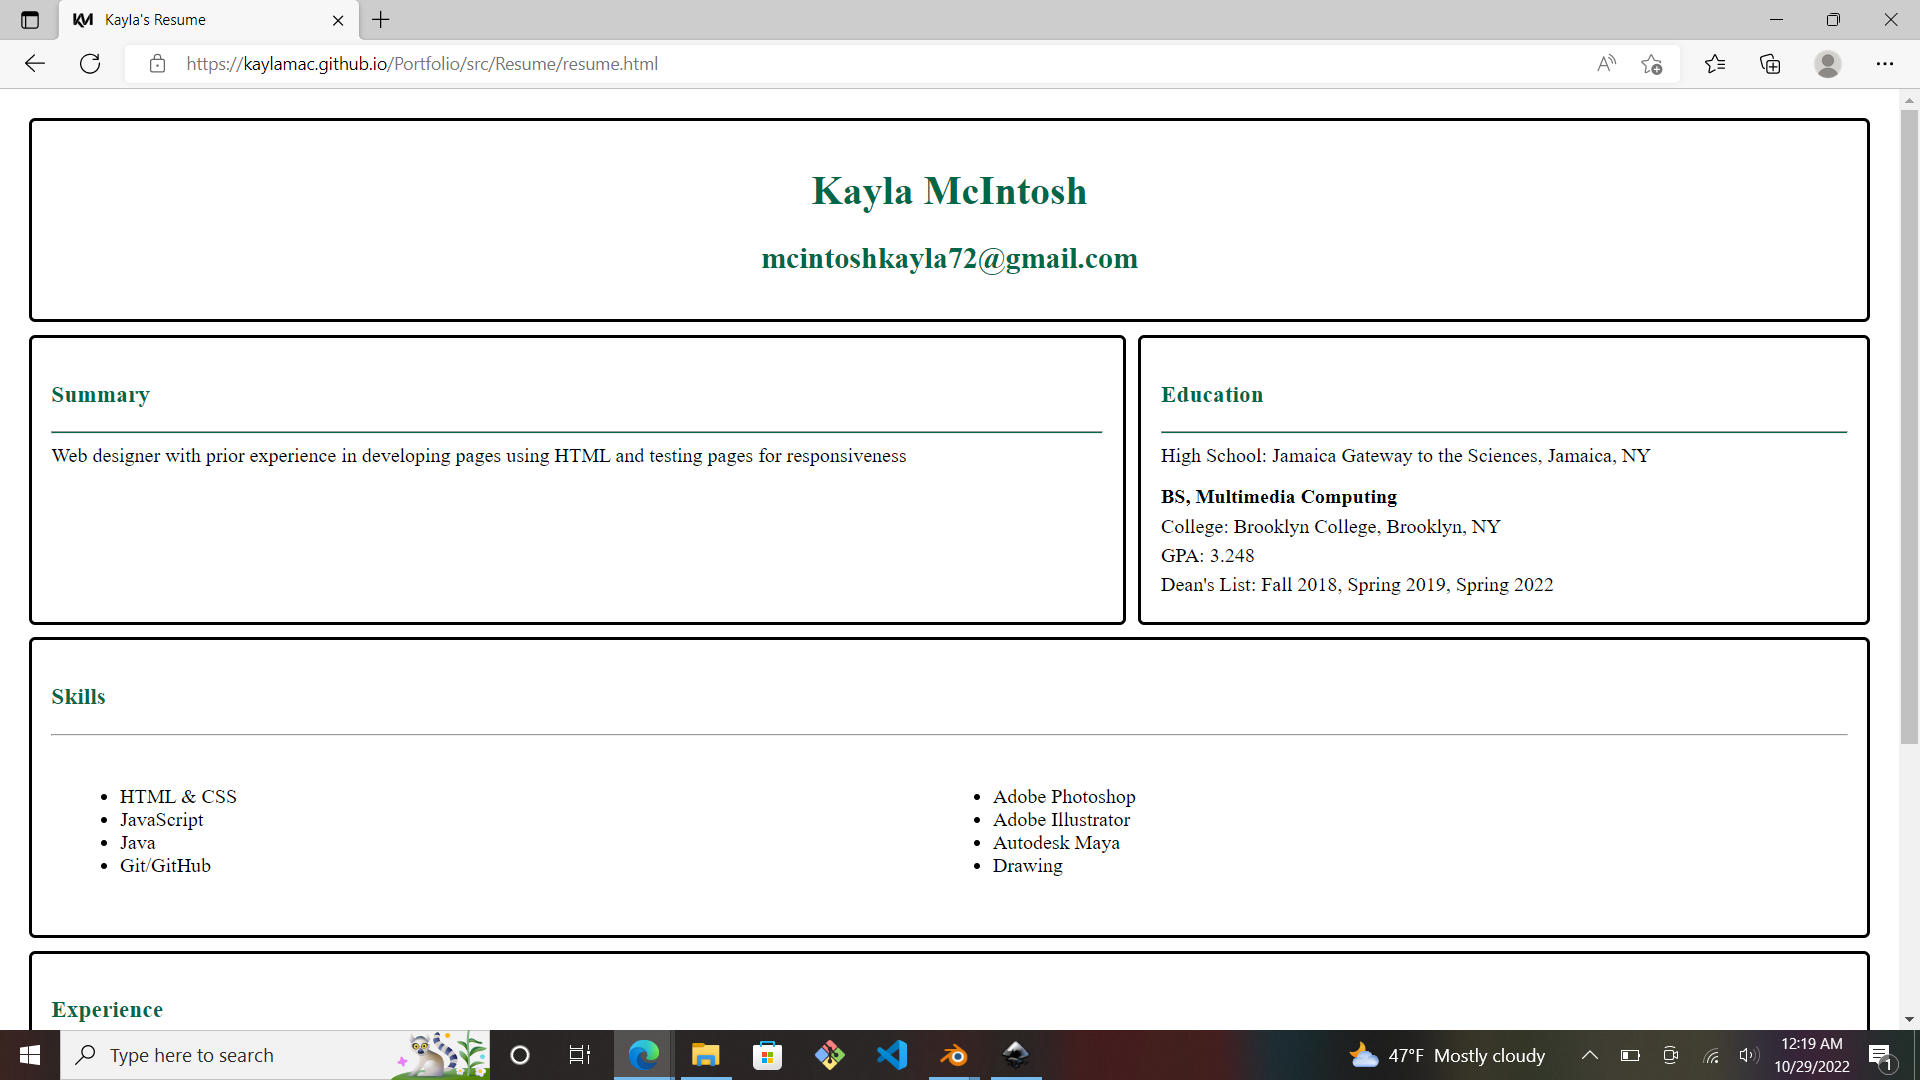 KM Kayla's Resume
https://kaylamac.github.io/Portfolio/src/Resume/resume.html
Kayla McIntosh
mcintoshkayla72@gmail.com
Summary
Web designer with prior experience in developing pages using HTML and testing pages for responsiveness
Education
High School: Jamaica Gateway to the Sciences, Jamaica, NY
BS, Multimedia Computing
College: Brooklyn College, Brooklyn, NY
GPA: 3.248
Dean's List: Fall 2018, Spring 2019, Spring 2022
Skills
HTML & CSS
JavaScript
Java
Git/GitHub
Adobe Photoshop
Adobe Illustrator
Autodesk Maya
Drawing
Experience
Type here to search
47°F Mostly cloudy
12:19 AM
10/29/2022
1